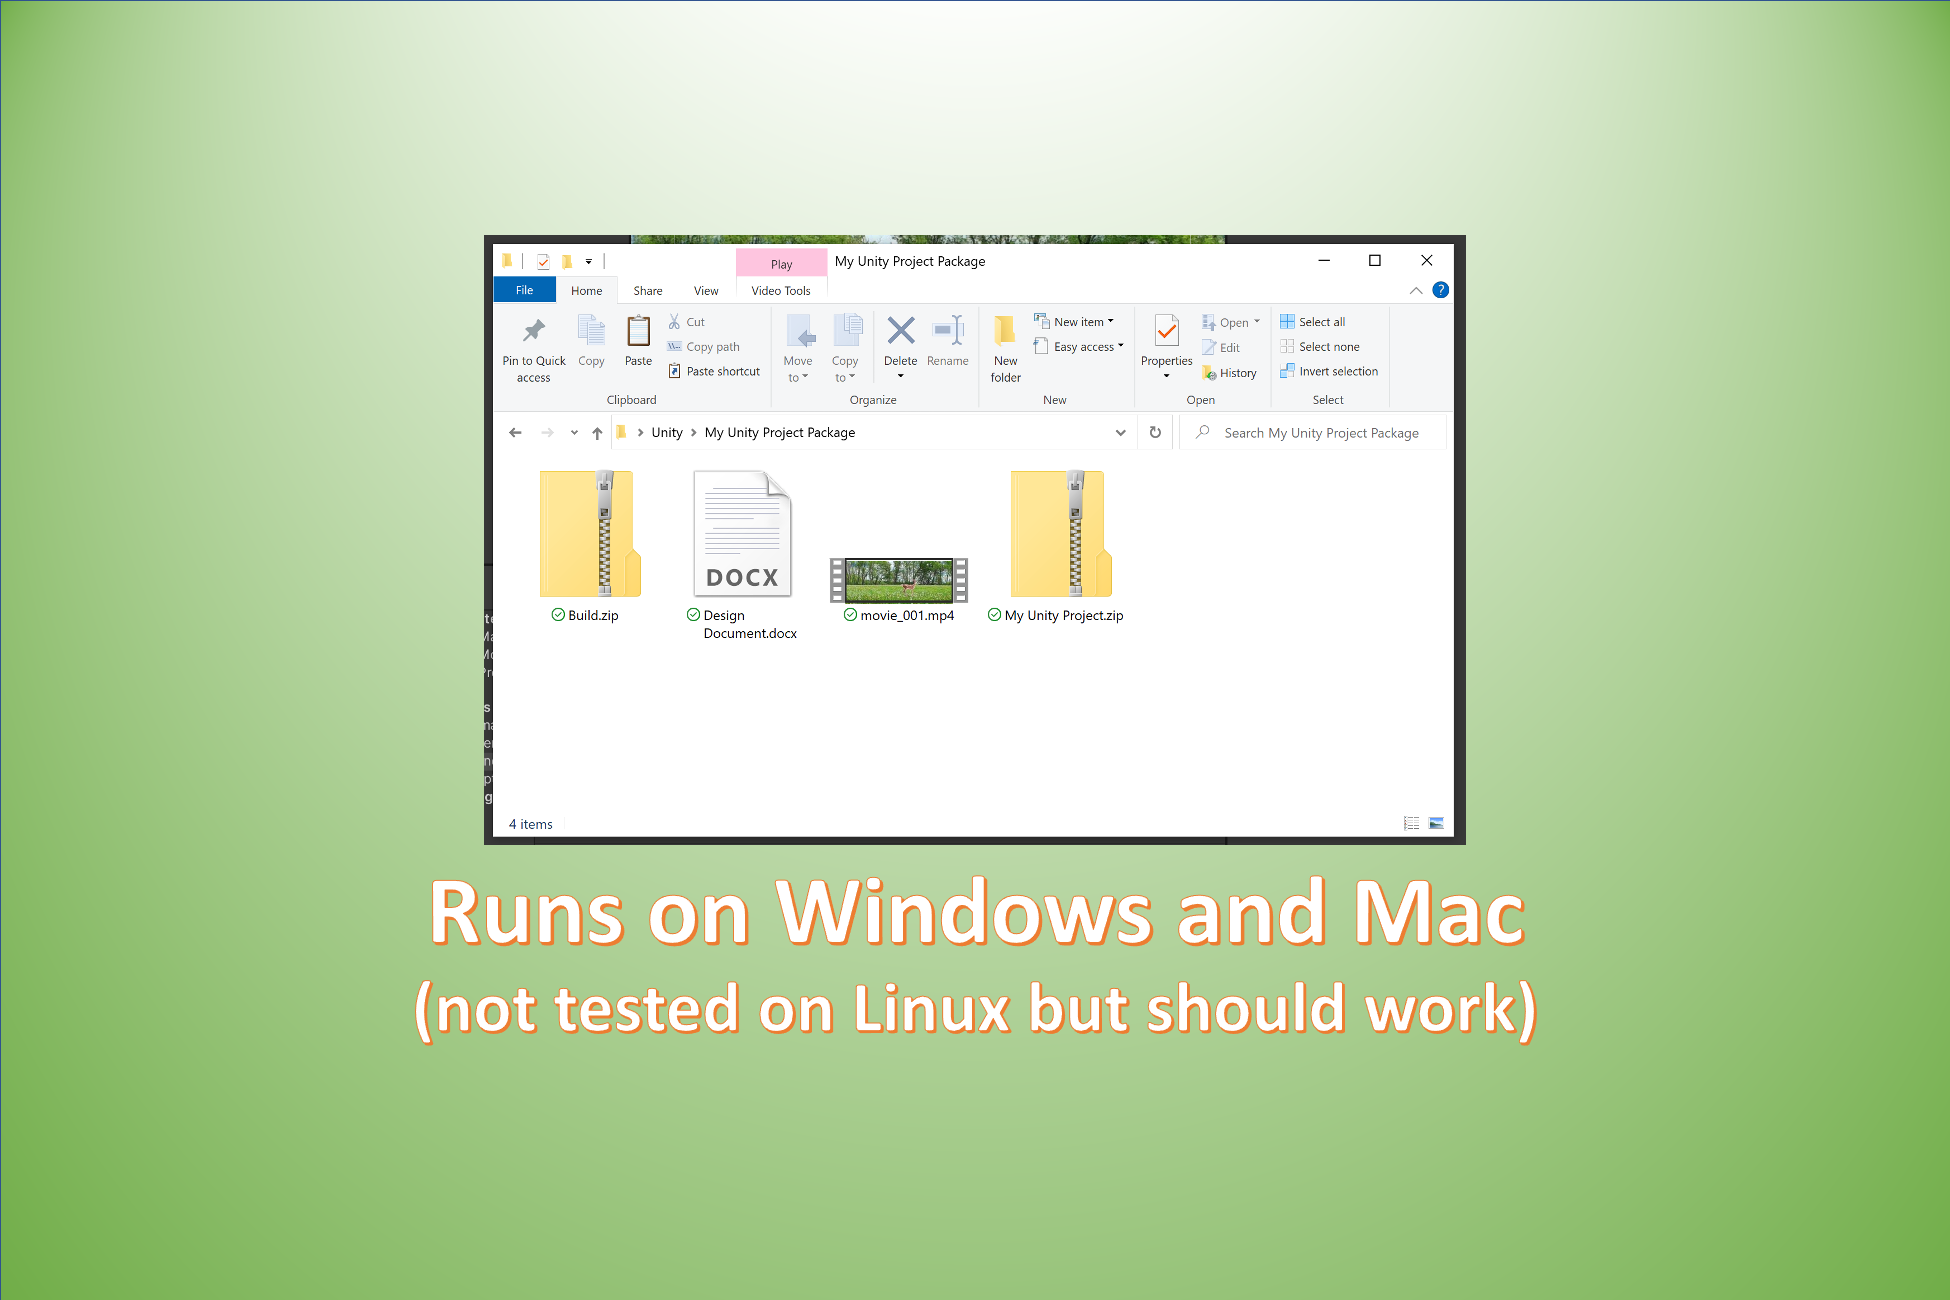 Play
My Unity Project Package
File
Home
Share
View
Video Tools
?
Pin to Quick
access
Copy
Paste
Cut
Copy path
Paste shortcut
Clipboard
Move
to
Copy
to
Delete
Rename
Organize
New
folder
New item
Easy access
New
Properties
Open
Edit
History
Open
Select all
Select none
Invert selection
Select
Unity
My Unity Project Package
Search My Unity Project Package
DOCX
Build.zip
Design
Document.docx
movie_001.mp4
My Unity Project.zip
4 items
Runs on Windows and Mac
(not tested on Linux but should work)